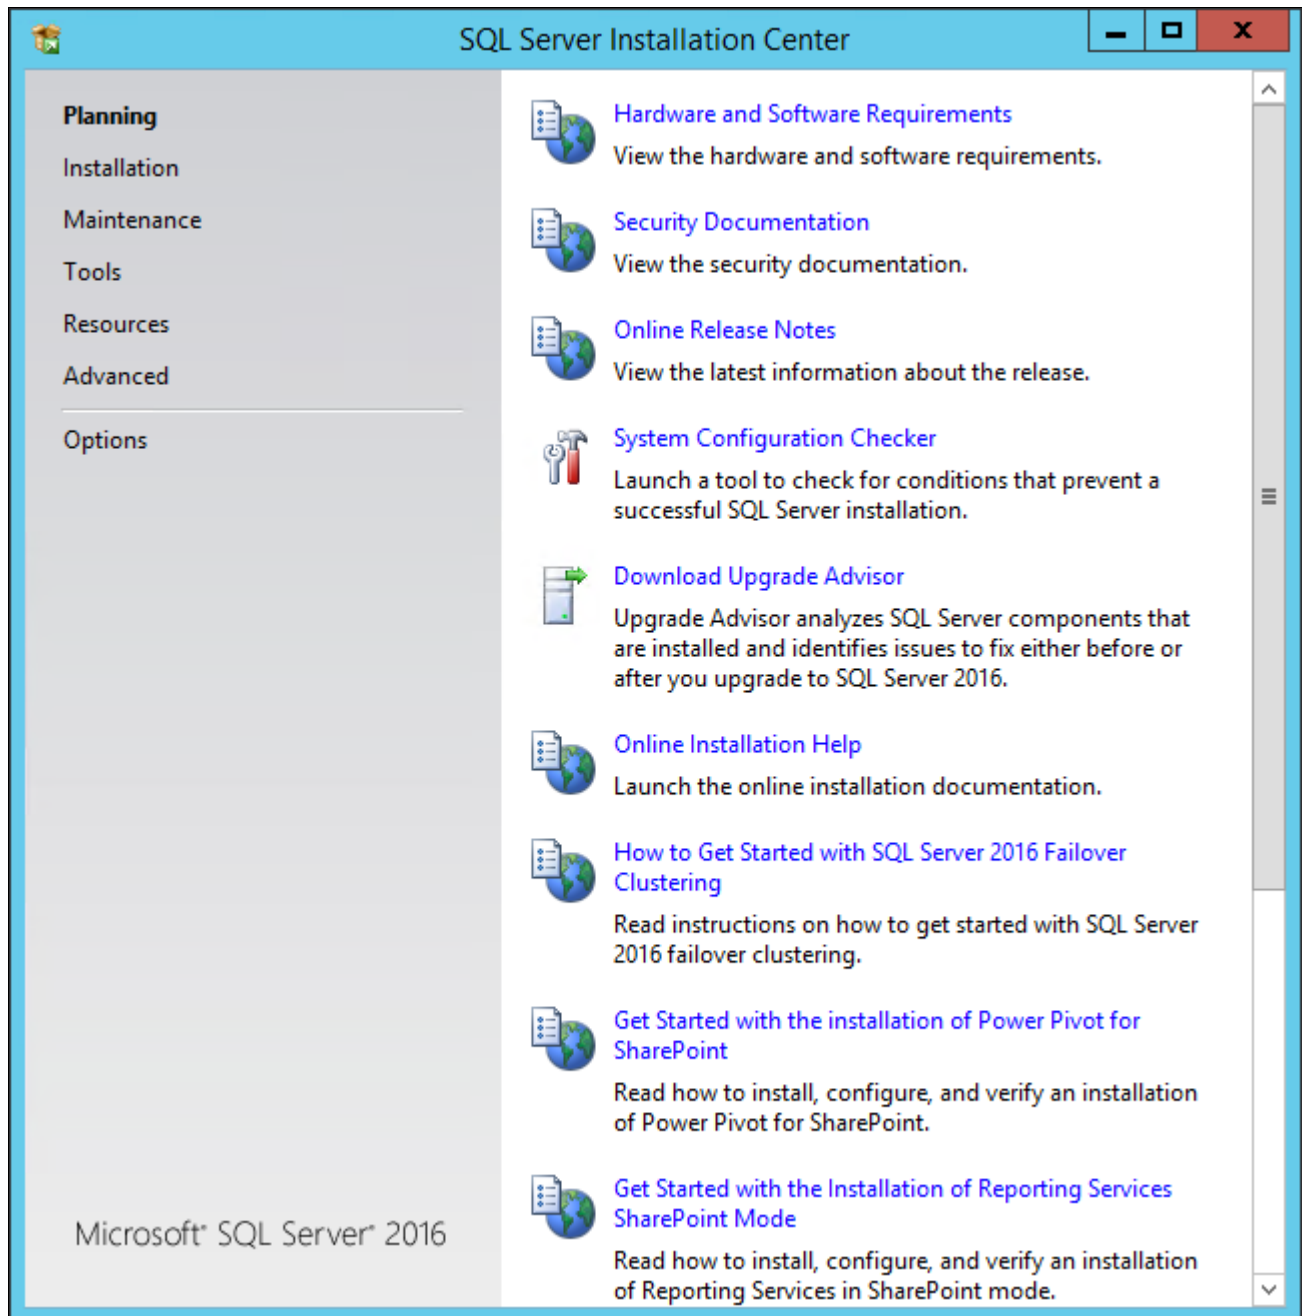 SQL Server Installation Center
Planning
Installation
Maintenance
Tools
Resources
Advanced
Options
Microsoft® SQL Server® 2016
Hardware and Software Requirements
View the hardware and software requirements.
Security Documentation
View the security documentation.
Online Release Notes
View the latest information about the release.
System Configuration Checker
Launch a tool to check for conditions that prevent a
successful SQL Server installation.
Download Upgrade Advisor
Upgrade Advisor analyzes SQL Server components that
are installed and identifies issues to fix either before or
after you upgrade to SQL Server 2016.
Online Installation Help
Launch the online installation documentation.
How to Get Started with SQL Server 2016 Failover
Clustering
Read instructions on how to get started with SQL Server
2016 failover clustering.
Get Started with the installation of Power Pivot for
SharePoint
Read how to install, configure, and verify an installation
of Power Pivot for SharePoint.
Get Started with the Installation of Reporting Services
SharePoint Mode
Read how to install, configure, and verify an installation
of Reporting Services in SharePoint mode.